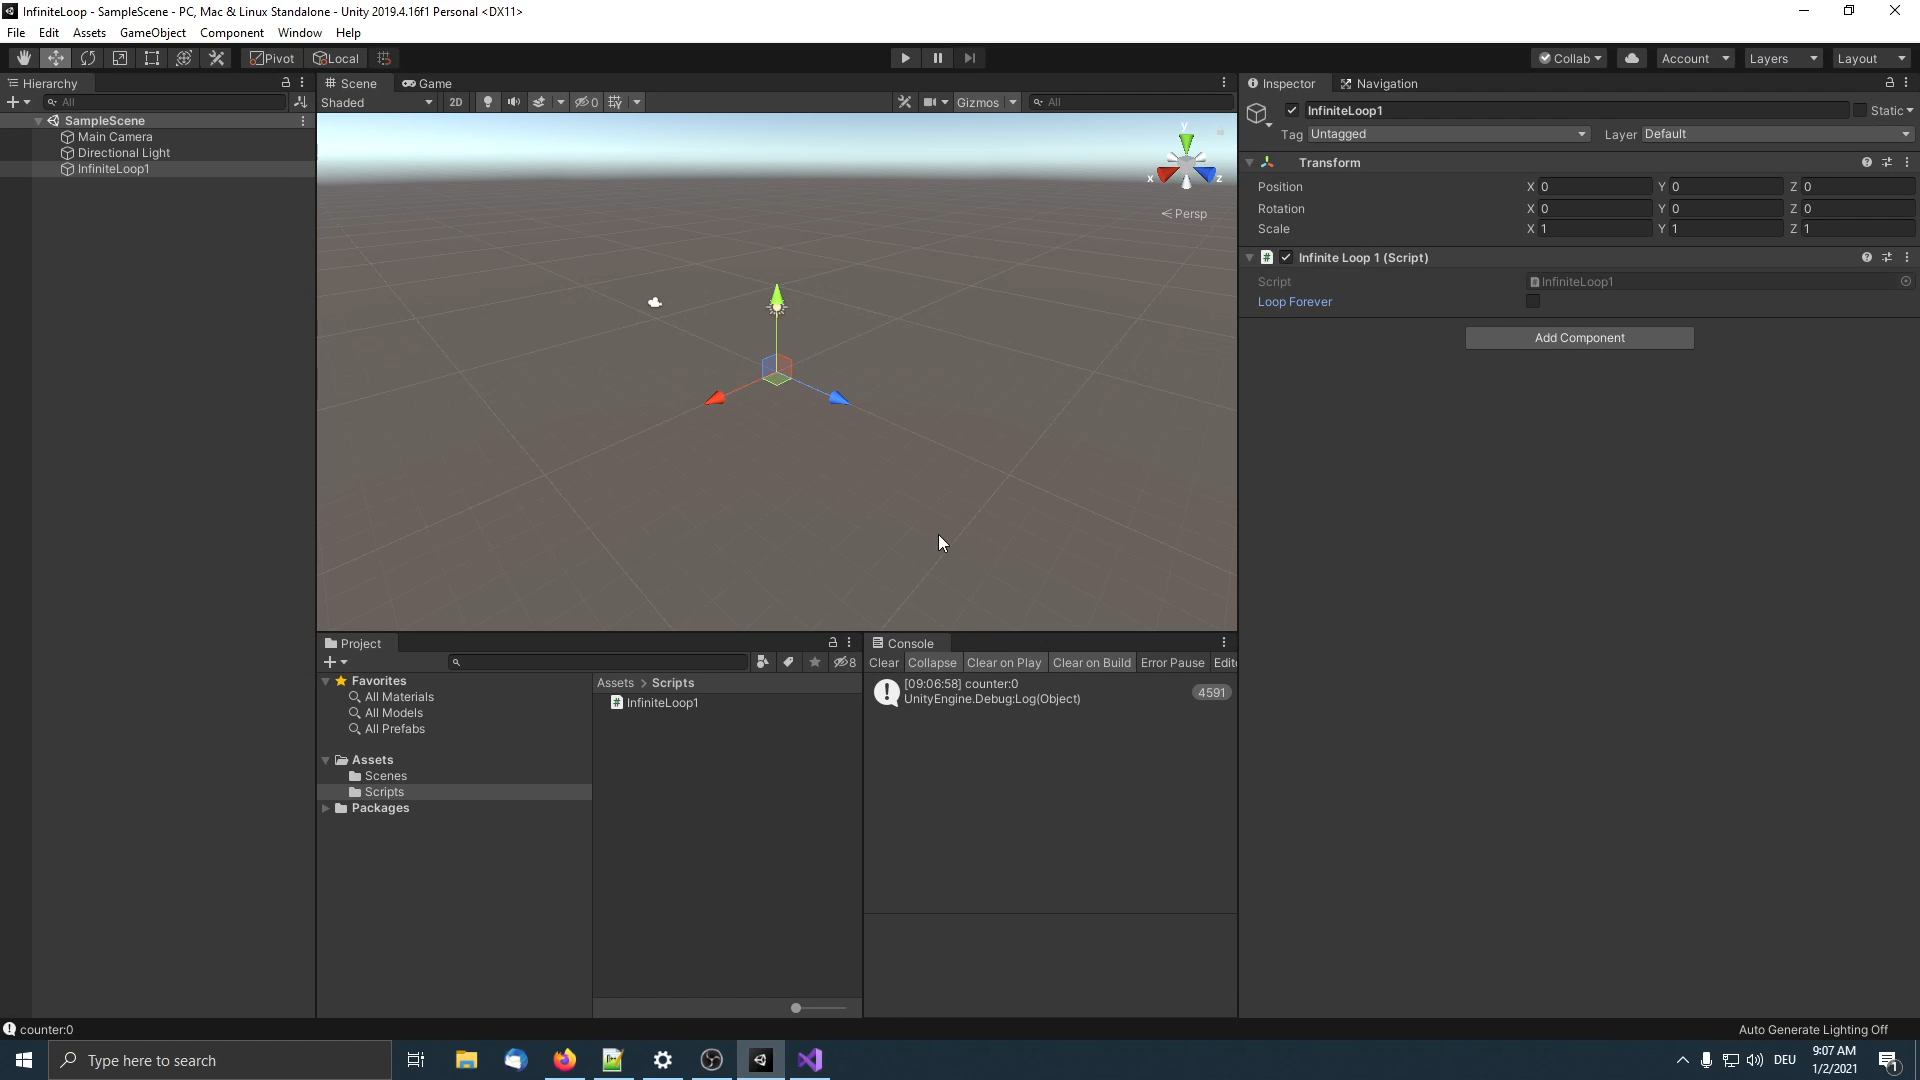 InfiniteLoop - SampleScene - PC, Mac & Linux Standalone - Unity 2019.4.16f1 Personal <DX11>
File Edit Assets GameObject Component Window Help
Pivot Local Collab Account Layers Layout
Hierarchy
All
SampleScene
Main Camera
Directional Light
InfiniteLoop1
Scene Game
Shaded 2D 0 Gizmos All
y
x z
Persp
Inspector Navigation
InfiniteLoop1 Static
Tag Untagged Layer Default
Transform
Position X 0 Y 0 Z 0
Rotation X 0 Y 0 Z 0
Scale X 1 Y 1 Z 1
Infinite Loop 1 (Script)
Script InfiniteLoop1
Loop Forever
Add Component
Project
8
Favorites
All Materials
All Models
All Prefabs
Assets
Scenes
Scripts
Packages
Assets > Scripts
InfiniteLoop1
Console
Clear Collapse Clear on Play Clear on Build Error Pause Edit
[09:06:58] counter:0
UnityEngine.Debug:Log(Object)
4591
counter:0
Auto Generate Lighting Off
Type here to search
DEU
9:07 AM
1/2/2021
1